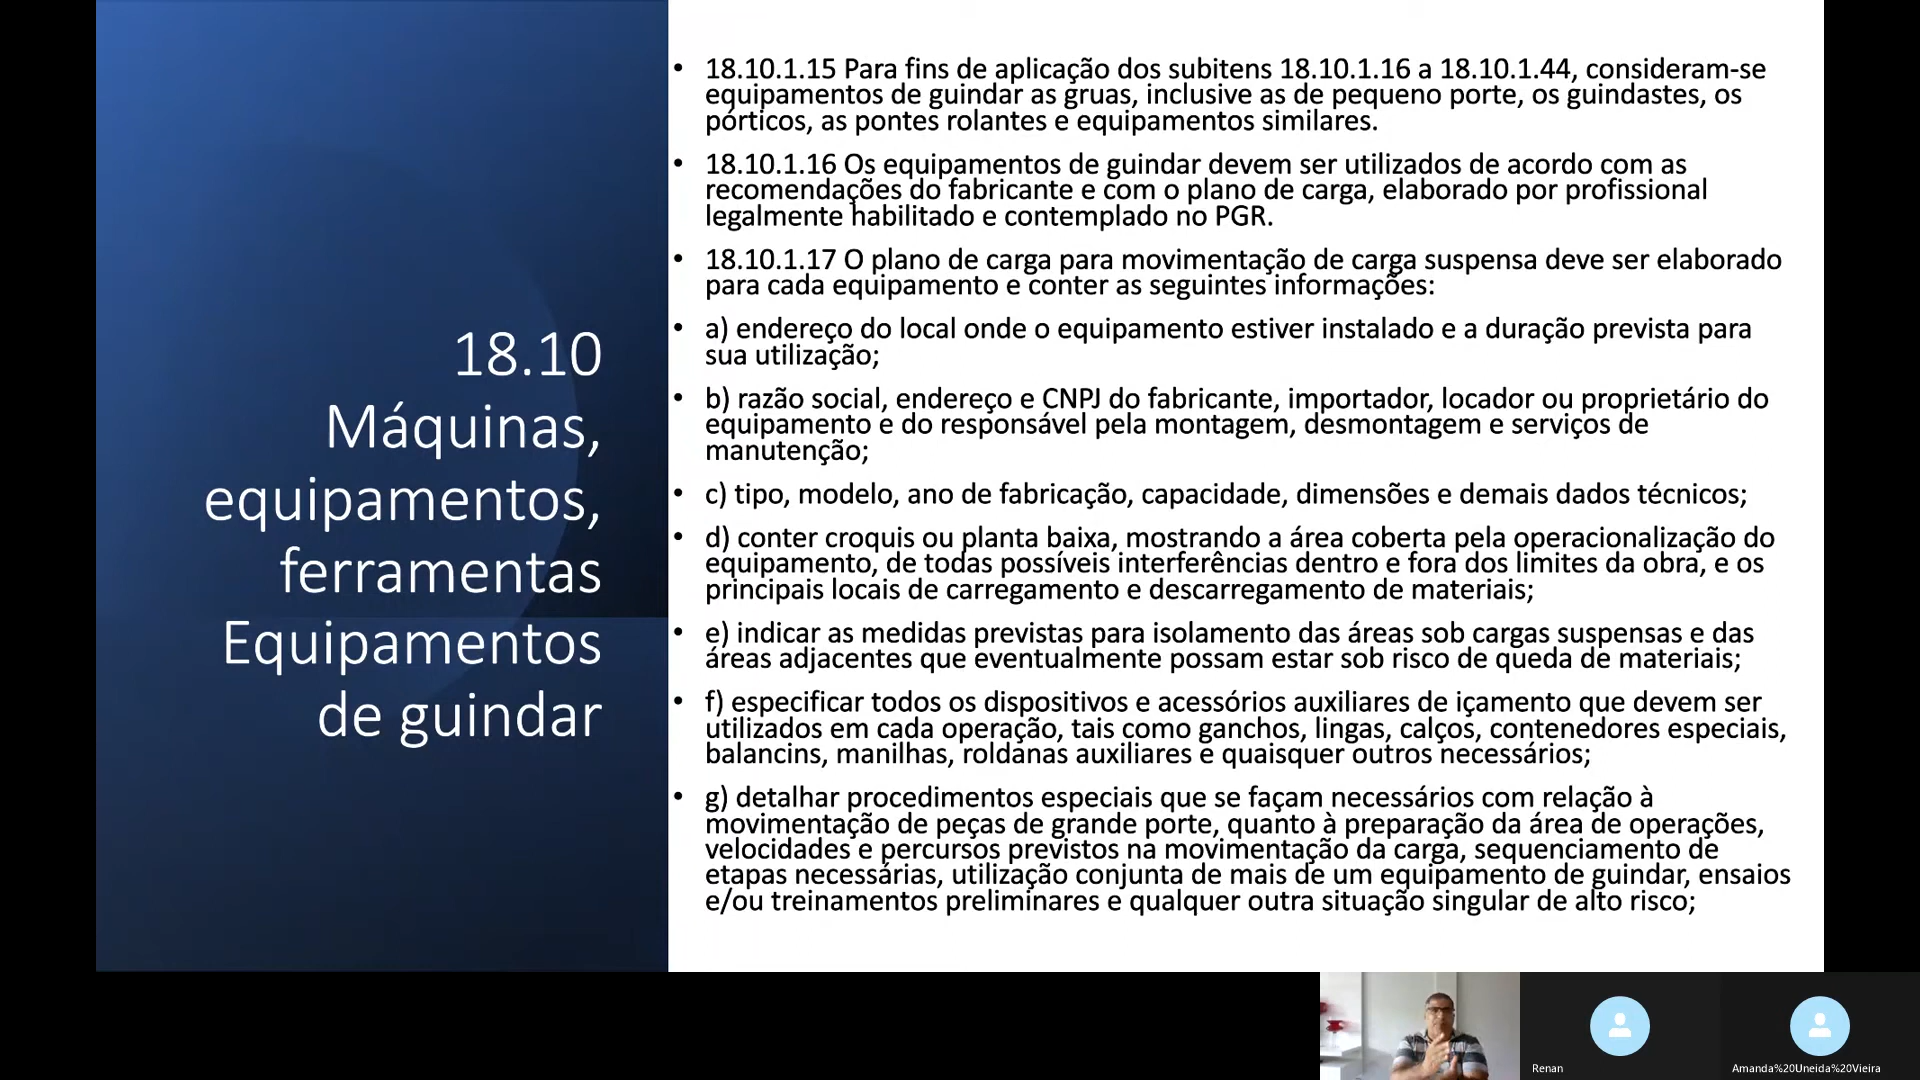 18.10
Máquinas,
equipamentos,
ferramentas
Equipamentos
de guindar
• 18.10.1.15 Para fins de aplicação dos subitens 18.10.1.16 a 18.10.1.44, consideram-se
equipamentos de guindar as gruas, inclusive as de pequeno porte, os guindastes, os
pórticos, as pontes rolantes e equipamentos similares.
• 18.10.1.16 Os equipamentos de guindar devem ser utilizados de acordo com as
recomendações do fabricante e com o plano de carga, elaborado por profissional
legalmente habilitado e contemplado no PGR.
• 18.10.1.17 O plano de carga para movimentação de carga suspensa deve ser elaborado
para cada equipamento e conter as seguintes informações:
• a) endereço do local onde o equipamento estiver instalado e a duração prevista para
sua utilização;
• b) razão social, endereço e CNPJ do fabricante, importador, locador ou proprietário do
equipamento e do responsável pela montagem, desmontagem e serviços de
manutenção;
• c) tipo, modelo, ano de fabricação, capacidade, dimensões e demais dados técnicos;
• d) conter croquis ou planta baixa, mostrando a área coberta pela operacionalização do
equipamento, de todas possíveis interferências dentro e fora dos limites da obra, e os
principais locais de carregamento e descarregamento de materiais;
• e) indicar as medidas previstas para isolamento das áreas sob cargas suspensas e das
áreas adjacentes que eventualmente possam estar sob risco de queda de materiais;
• f) especificar todos os dispositivos e acessórios auxiliares de içamento que devem ser
utilizados em cada operação, tais como ganchos, lingas, calços, contenedores especiais,
balancins, manilhas, roldanas auxiliares e quaisquer outros necessários;
• g) detalhar procedimentos especiais que se façam necessários com relação à
movimentação de peças de grande porte, quanto à preparação da área de operações,
velocidades e percursos previstos na movimentação da carga, sequenciamento de
etapas necessárias, utilização conjunta de mais de um equipamento de guindar, ensaios
e/ou treinamentos preliminares e qualquer outra situação singular de alto risco;
Renan
Amanda%20Uneida%20Vieira